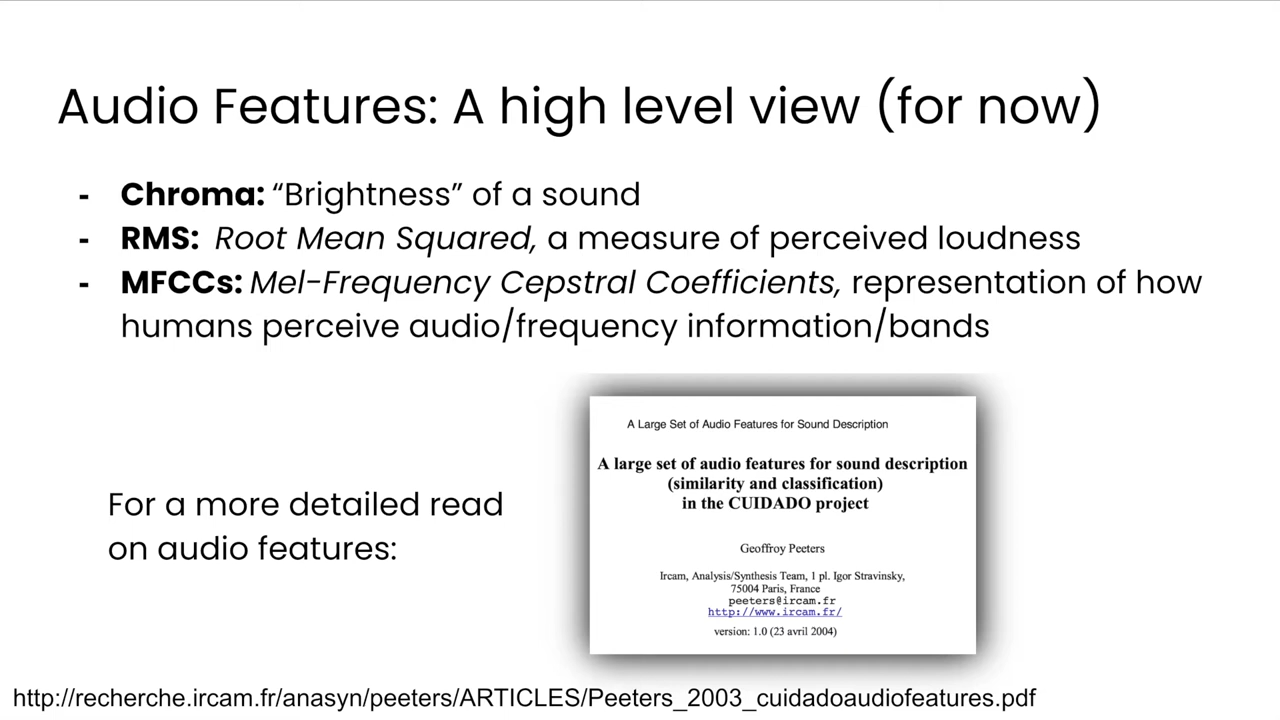 Audio Features: A high level view (for now)
- Chroma: “Brightness” of a sound
- RMS: Root Mean Squared, a measure of perceived loudness
- MFCCs: Mel-Frequency Cepstral Coefficients, representation of how
humans perceive audio/frequency information/bands
For a more detailed read
on audio features:
A Large Set of Audio Features for Sound Description
A large set of audio features for sound description
(similarity and classification)
in the CUIDADO project
Geoffroy Peeters
Ircam, Analysis/Synthesis Team, 1 pl. Igor Stravinsky,
75004 Paris, France
peeters@ircam.fr
http://www.ircam.fr/
version: 1.0 (23 avril 2004)
http://recherche.ircam.fr/anasyn/peeters/ARTICLES/Peeters_2003_cuidadoaudiofeatures.pdf